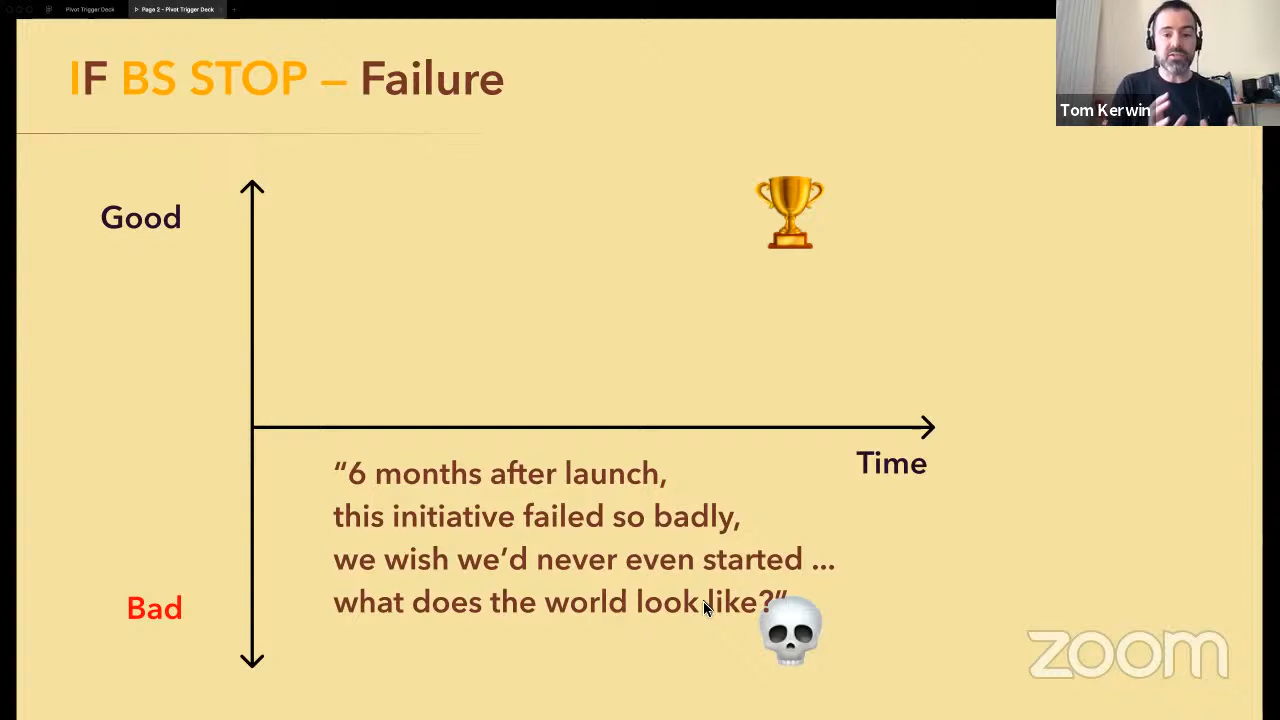 Pivot Trigger Deck
Page 2 - Pivot Trigger Deck
IF BS STOP – Failure
Tom Kerwin
Good
Time
“6 months after launch,
this initiative failed so badly,
we wish we’d never even started ...
what does the world look like?”
Bad
zoom